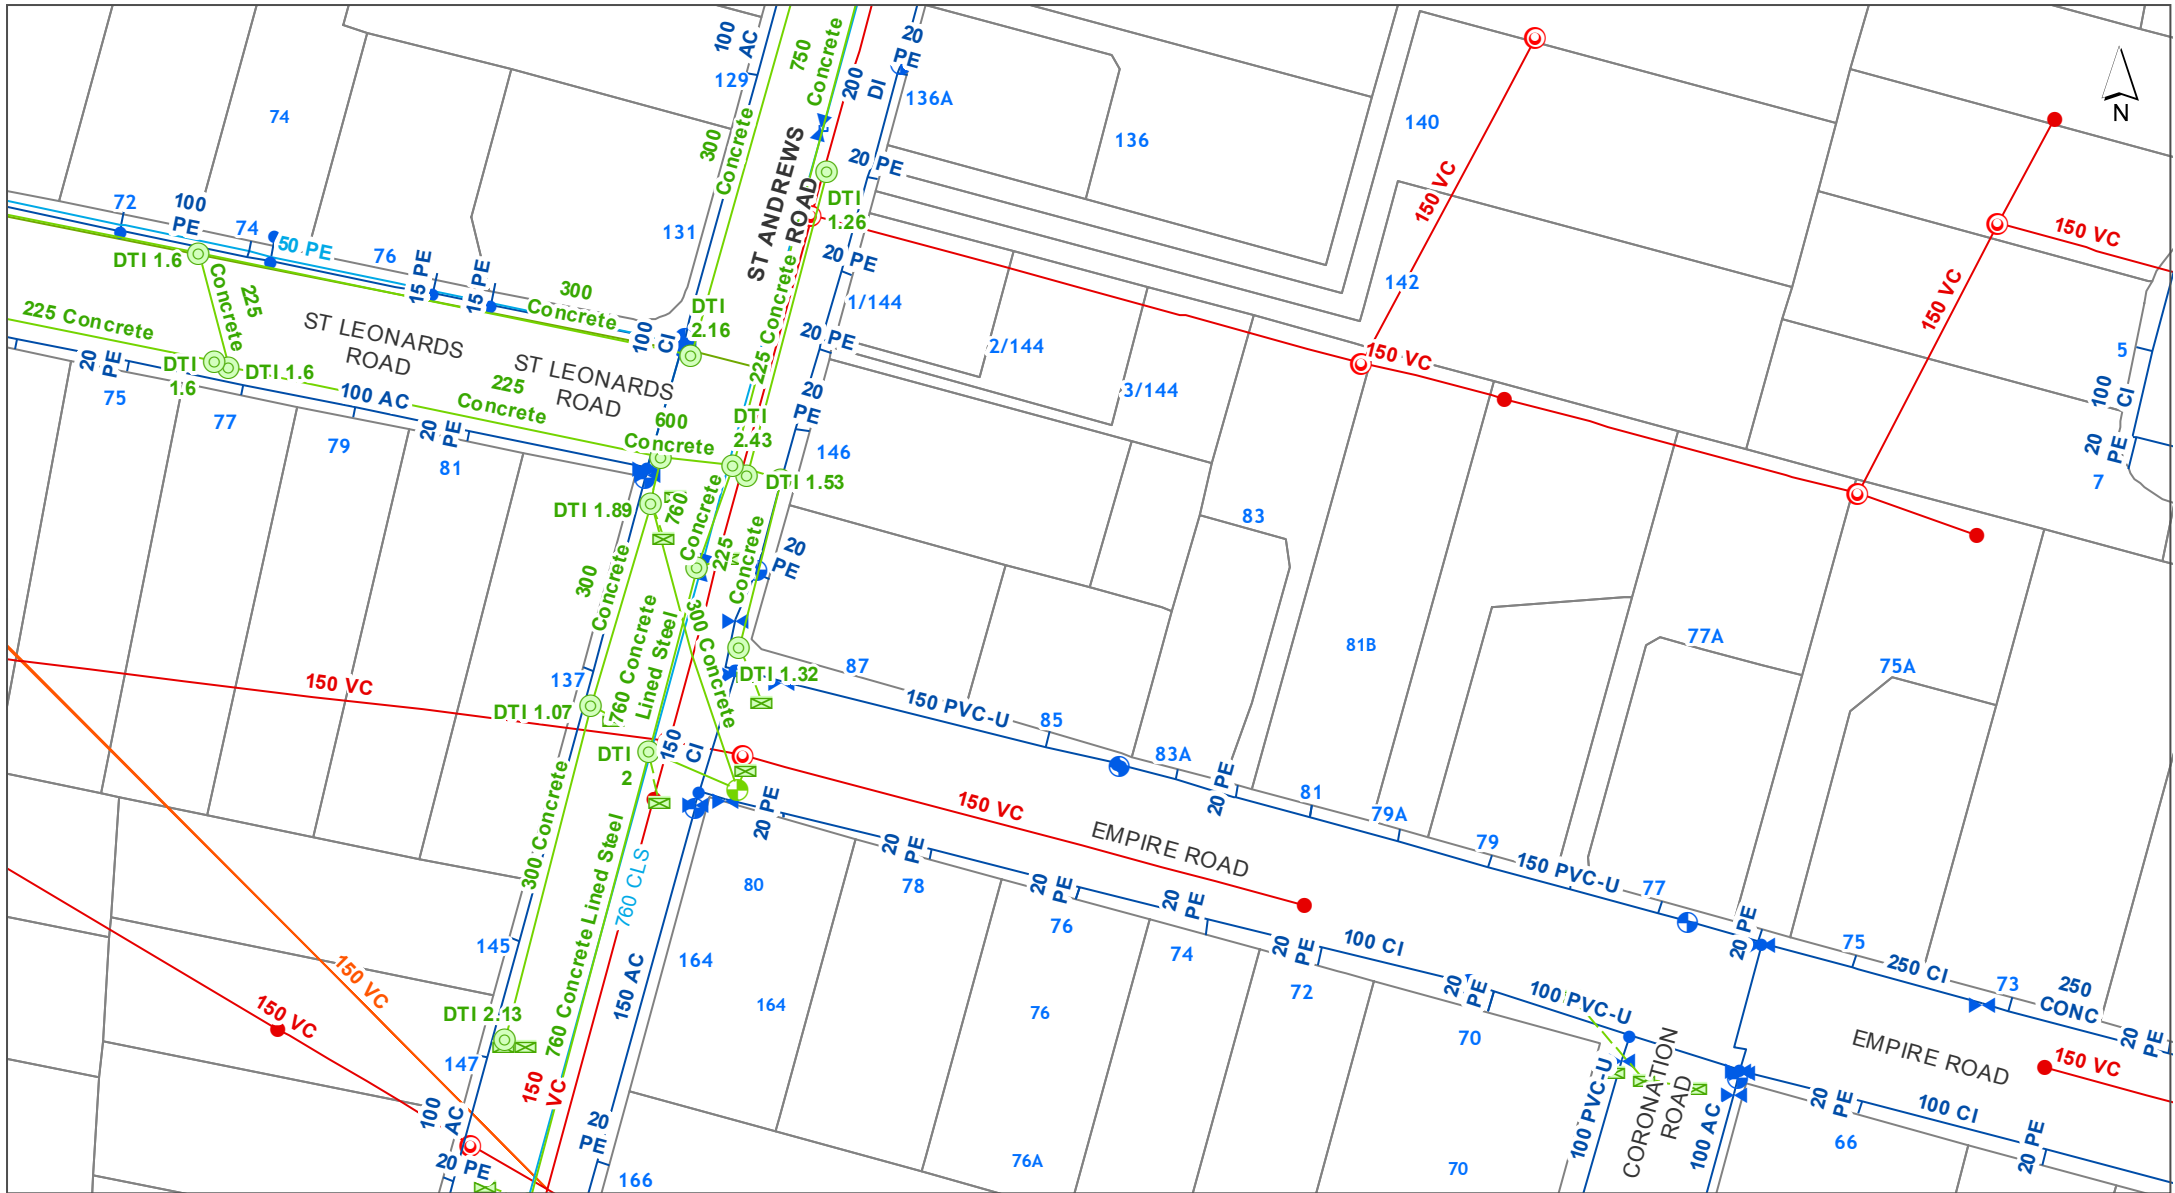 100
AC
129
750
Concrete
200
DI
20
PE
136A
136
140
N
74
300
Concrete
ST ANDREWS
ROAD
20 PE
150 VC
72
100
PE
74
50 PE
76
131
DTI
1.26
150 VC
DTI 1.6
225
Concrete
15 PE
15 PE
300
Concrete
DTI
2.16
20 PE
1/144
142
150 VC
225 Concrete
ST LEONARDS
ROAD
100
CI
225 Concrete
20 PE
2/144
150 VC
5
20
PE
DTI
1.6
DTI 1.6
ST LEONARDS
ROAD
3/144
100
CI
75
77
100 AC
225
Concrete
20
PE
79
20
PE
81
600
Concrete
DTI
2.43
146
20
PE
7
DTI 1.53
DTI 1.89
760
Concrete
83
225
Concrete
20
PE
300
Concrete
81B
77A
75A
760 Concrete
Lined Steel
300 Concrete
87
DTI 1.32
150 VC
137
DTI 1.07
150 PVC-U
85
DTI
2
150
CI
83A
20 PE
81
79A
79
150 PVC-U
77
20 PE
75
250 CI
73
250
CONC
20
PE
300 Concrete
20 PE
150 VC
EMPIRE ROAD
760 Concrete Lined Steel
760 CLS
80
20
PE
78
20
PE
76
20
PE
74
20
PE
72
100 CI
20
PE
70
100 PVC-U
145
164
164
76
150 VC
150 VC
150 AC
DTI 2.13
147
150
VC
100
AC
20 PE
20
PE
166
76A
70
100 PVC-U
CORONATION
ROAD
100 AC
EMPIRE ROAD
150 VC
20
PE
100 CI
66
20 PE